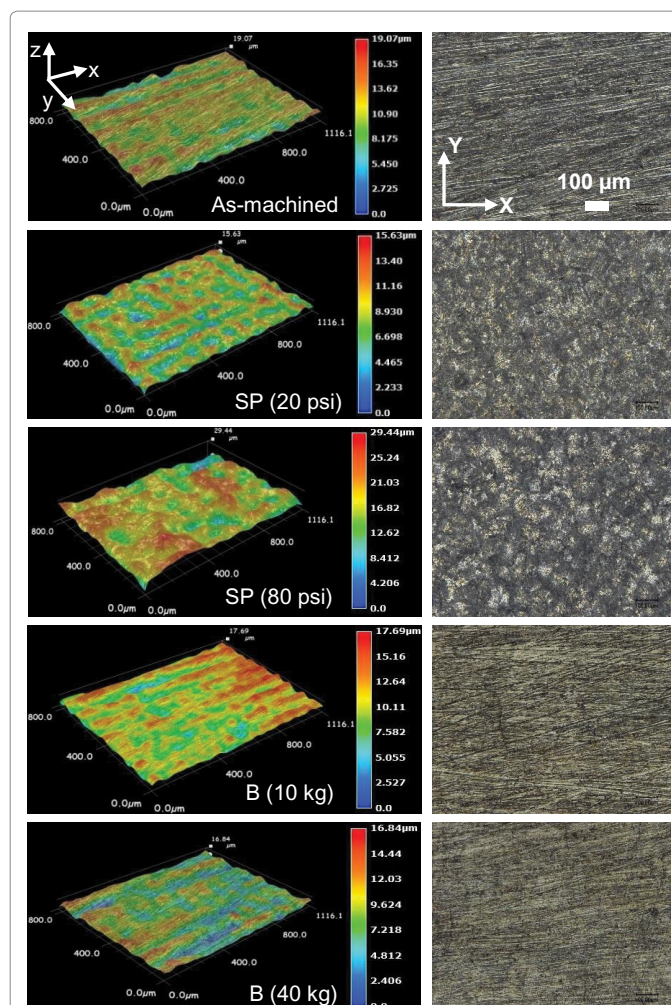 19.07
µm
z
x
y
800.0
400.0
0.0µm
0.0µm
400.0
800.0
1116.1
As-machined
19.07µm
16.35
13.62
10.90
8.175
5.450
2.725
0.0
Y
X
100 µm
15.63
µm
800.0
400.0
0.0µm
0.0µm
400.0
800.0
1116.1
SP (20 psi)
15.63µm
13.40
11.16
8.930
6.698
4.465
2.233
0.0
29.44
µm
800.0
400.0
0.0µm
0.0µm
400.0
800.0
1116.1
SP (80 psi)
29.44µm
25.24
21.03
16.82
12.62
8.412
4.206
0.0
17.69
µm
800.0
400.0
0.0µm
0.0µm
400.0
800.0
1116.1
B (10 kg)
17.69µm
15.16
12.64
10.11
7.582
5.055
2.527
0.0
16.84
µm
800.0
400.0
0.0µm
0.0µm
400.0
800.0
1116.1
B (40 kg)
16.84µm
14.44
12.03
9.624
7.218
4.812
2.406
0.0